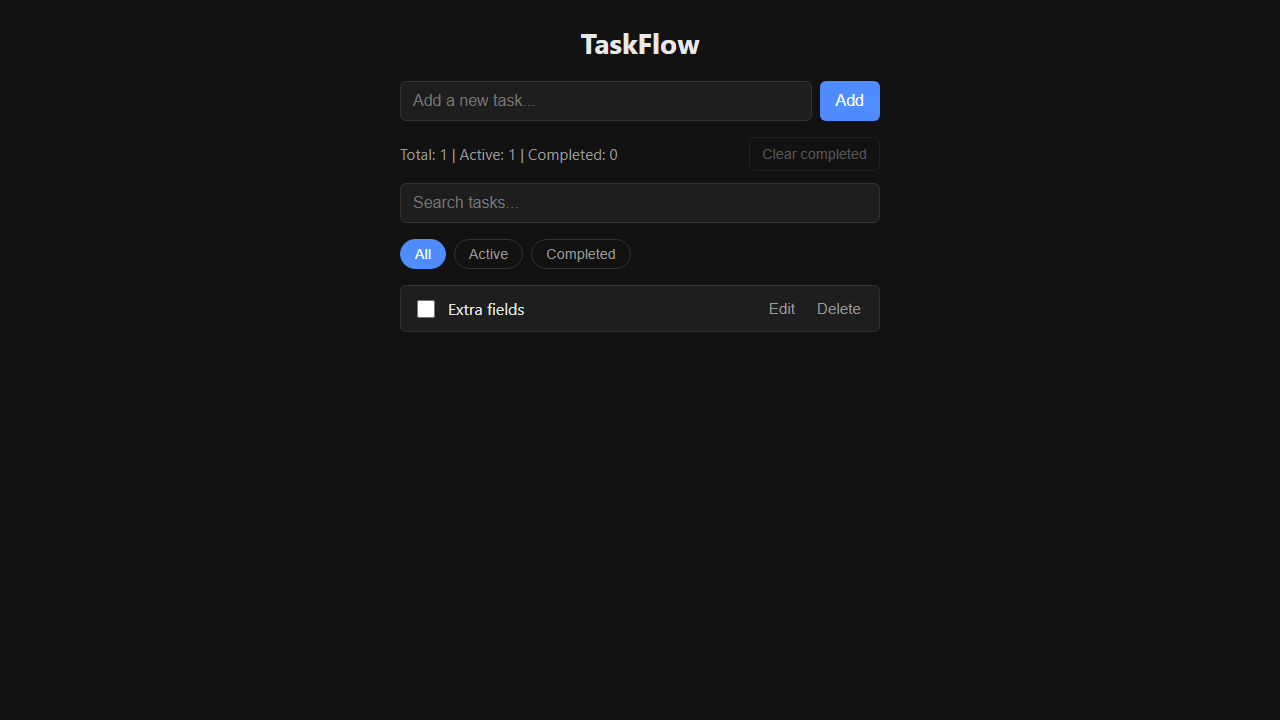 TaskFlow
Add a new task...
Add
Total: 1 | Active: 1 | Completed: 0
Clear completed
Search tasks...
All
Active
Completed
Extra fields
Edit
Delete